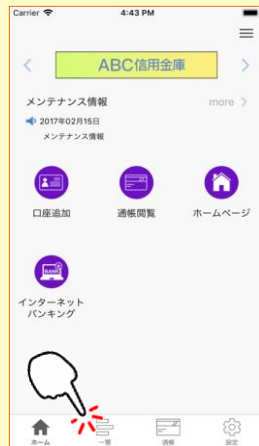 Carrier 4:43 PM
ABC信用金庫
メンテナンス情報 more
2017年02月15日
メンテナンス情報
口座追加 通帳閲覧 ホームページ
BANK
インターネット
バンキング
ホーム 一覧 通帳 設定